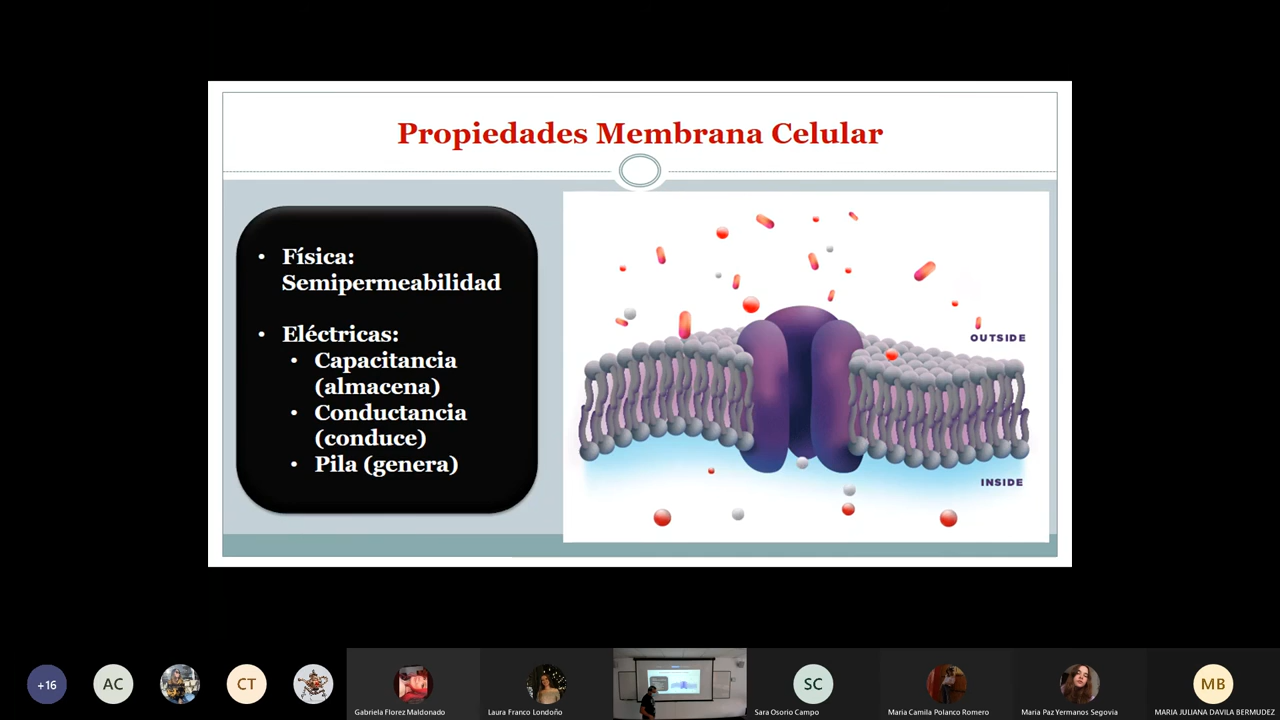 Propiedades Membrana Celular
• Física:
Semipermeabilidad
• Eléctricas:
• Capacitancia
(almacena)
• Conductancia
(conduce)
• Pila (genera)
OUTSIDE
INSIDE
+16
AC
CT
SC
MB
Gabriela Florez Maldonado
Laura Franco Londoño
Sara Osorio Campo
Maria Camila Polanco Romero
Maria Paz Yermanos Segovia
MARIA JULIANA DAVILA BERMUDEZ